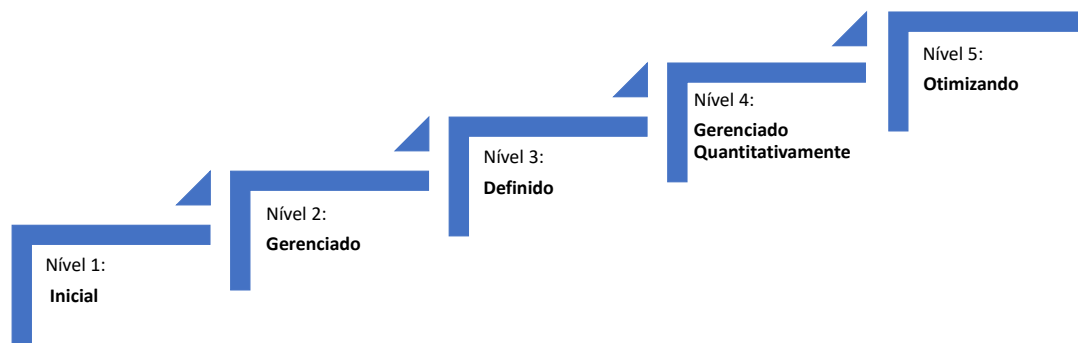 Nível 1:
Inicial
Nível 2:
Gerenciado
Nível 3:
Definido
Nível 4:
Gerenciado
Quantitativamente
Nível 5:
Otimizando